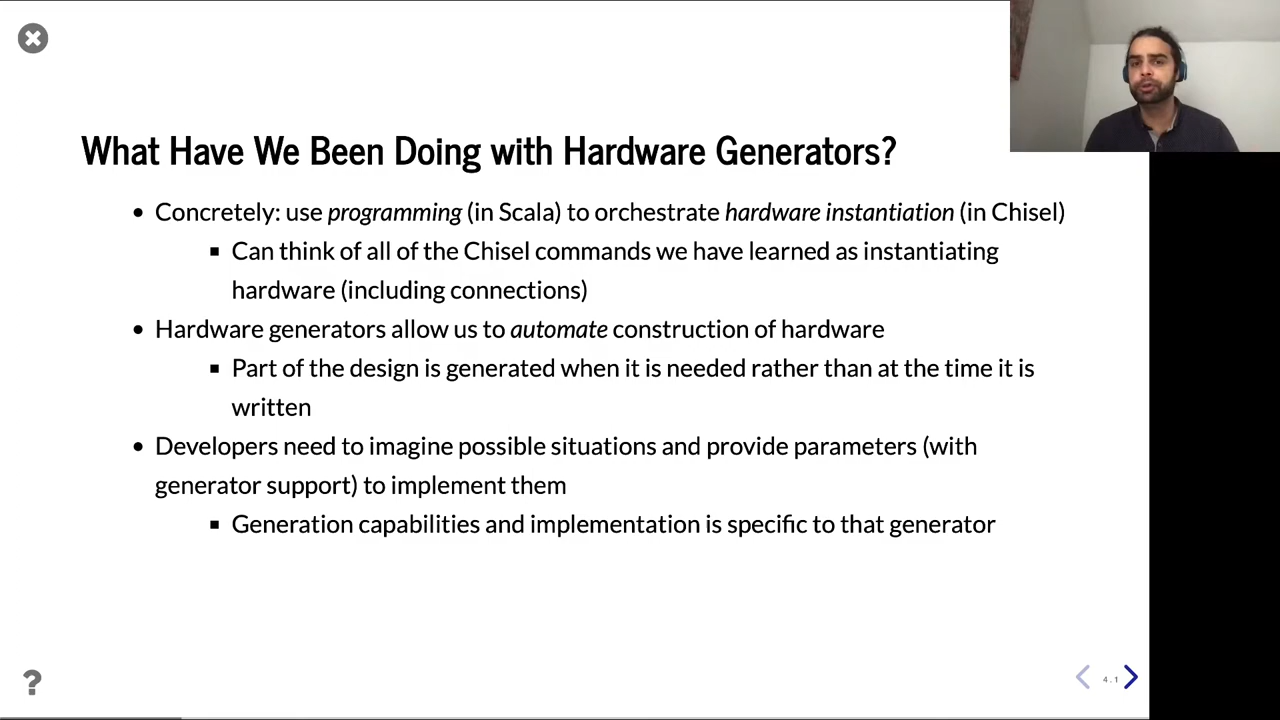 What Have We Been Doing with Hardware Generators?
Concretely: use programming (in Scala) to orchestrate hardware instantiation (in Chisel)
Can think of all of the Chisel commands we have learned as instantiating
hardware (including connections)
Hardware generators allow us to automate construction of hardware
Part of the design is generated when it is needed rather than at the time it is
written
Developers need to imagine possible situations and provide parameters (with
generator support) to implement them
Generation capabilities and implementation is specific to that generator
?
4.1